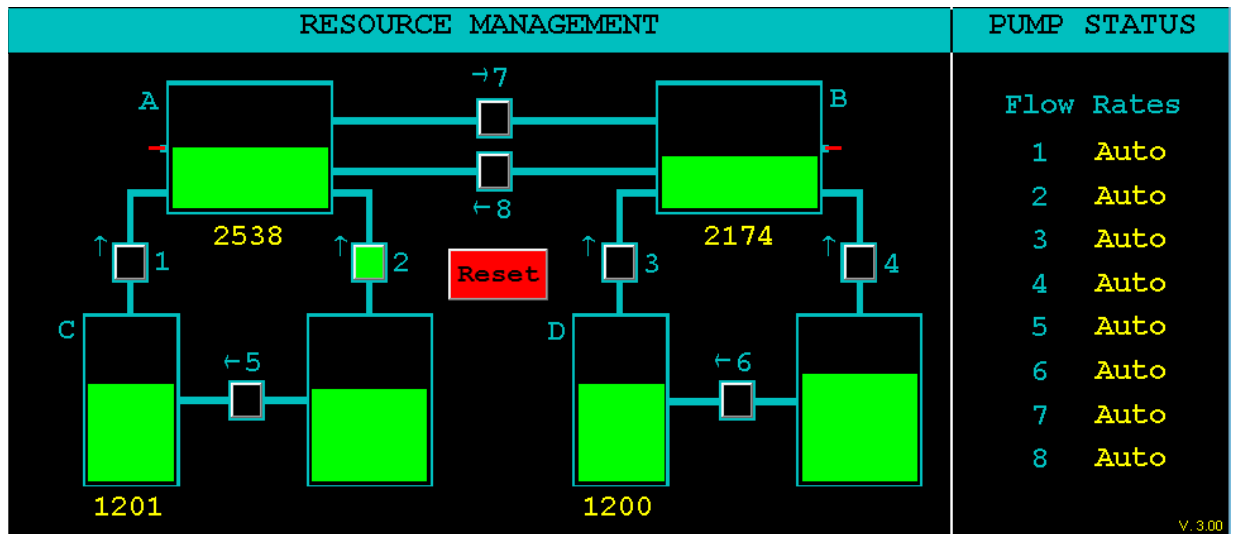 RESOURCE MANAGEMENT
PUMP STATUS
→7
A
B
Flow Rates
1 Auto
←8
2 Auto
2538
2174
↑ 1
↑ 2
Reset
↑ 3
↑ 4
3 Auto
4 Auto
C
D
5 Auto
←5
←6
6 Auto
7 Auto
8 Auto
1201
1200
V. 3.00